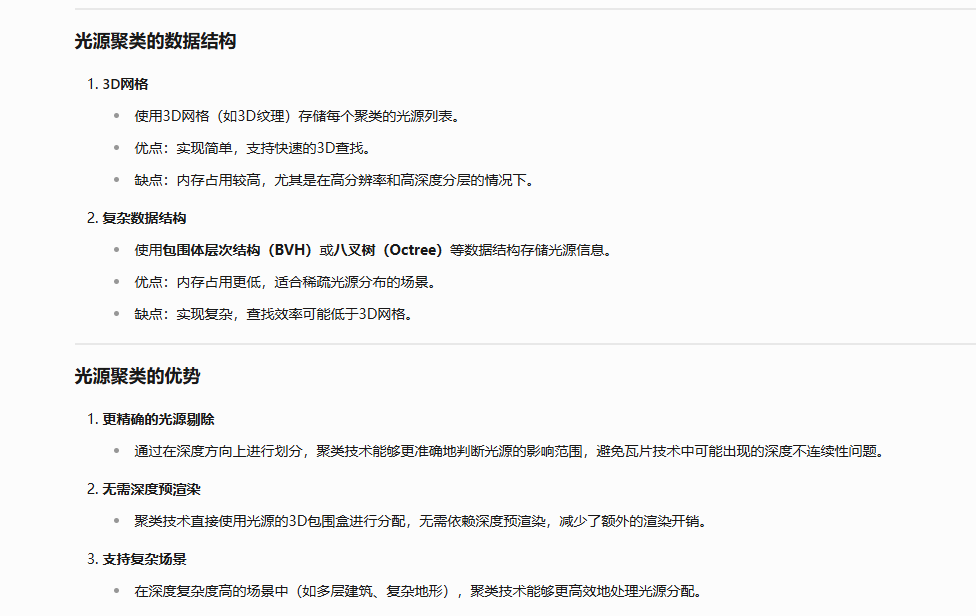 光源聚类的数据结构
1. 3D网格
使用3D网格（如3D纹理）存储每个聚类的光源列表。
优点：实现简单，支持快速的3D查找。
缺点：内存占用较高，尤其是在高分辨率和高深度分层的情况下。
2. 复杂数据结构
使用包围体层次结构（BVH）或八叉树（Octree）等数据结构存储光源信息。
优点：内存占用更低，适合稀疏光源分布的场景。
缺点：实现复杂，查找效率可能低于3D网格。
光源聚类的优势
1. 更精确的光源剔除
通过在深度方向上进行划分，聚类技术能够更准确地判断光源的影响范围，避免瓦片技术中可能出现的深度不连续性问题。
2. 无需深度预渲染
聚类技术直接使用光源的3D包围盒进行分配，无需依赖深度预渲染，减少了额外的渲染开销。
3. 支持复杂场景
在深度复杂度高的场景中（如多层建筑、复杂地形），聚类技术能够更高效地处理光源分配。